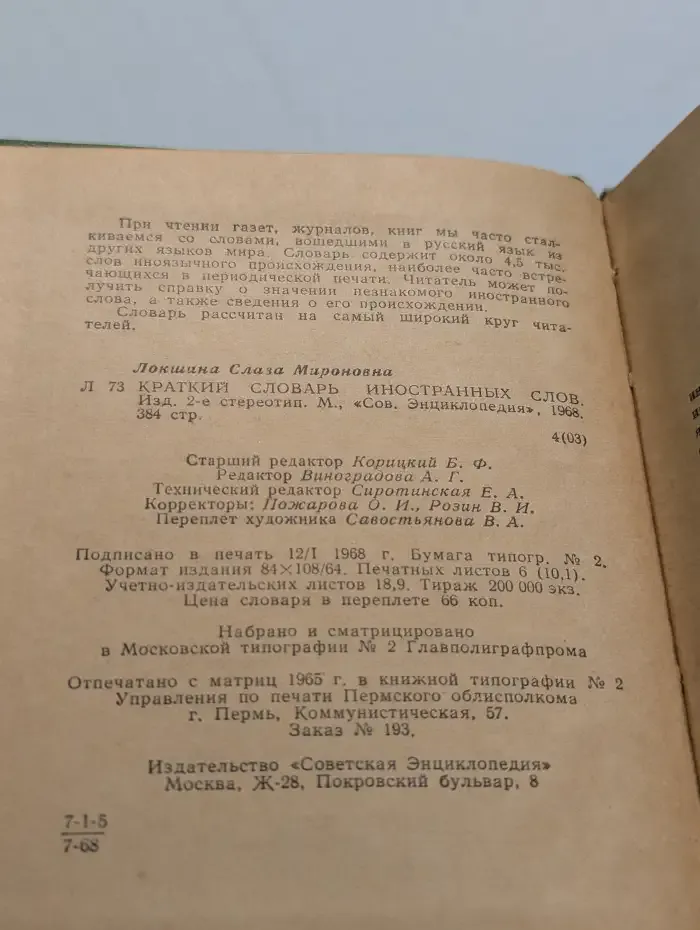 При чтении газет, журналов, книг мы часто стал-
киваемся со словами, вошедшими в русский язык из
других языков мира. Словарь содержит около 4,5 тыс.
слов иноязычного происхождения, наиболее часто встре-
чающихся в периодической печати. Читатель может по-
лучить справку о значении незнакомого иностранного
слова, а также сведения о его происхождении.
Словарь рассчитан на самый широкий круг чита-
телей.
Локшина Слаза Мироновна
Л 73 КРАТКИЙ СЛОВАРЬ ИНОСТРАННЫХ СЛОВ.
Изд. 2-е стереотип. М., «Сов. Энциклопедия», 1968.
384 стр.
4(03)
Старший редактор Корицкий Б. Ф.
Редактор Виноградова А. Г.
Технический редактор Сиротинская Е. А.
Корректоры: Пожарова О. И., Розин В. И.
Переплет художника Савостьянова В. А.
Подписано в печать 12/I 1968 г. Бумага типогр. № 2.
Формат издания 84×108/64. Печатных листов 6 (10,1).
Учетно-издательских листов 18,9. Тираж 200 000 экз.
Цена словаря в переплете 66 коп.
Набрано и сматрицировано
в Московской типографии № 2 Главполиграфпрома
Отпечатано с матриц 1965 г. в книжной типографии № 2
Управления по печати Пермского облисполкома
г. Пермь, Коммунистическая, 57.
Заказ № 193.
Издательство «Советская Энциклопедия»
Москва, Ж-28, Покровский бульвар, 8
7-1-5
7-68